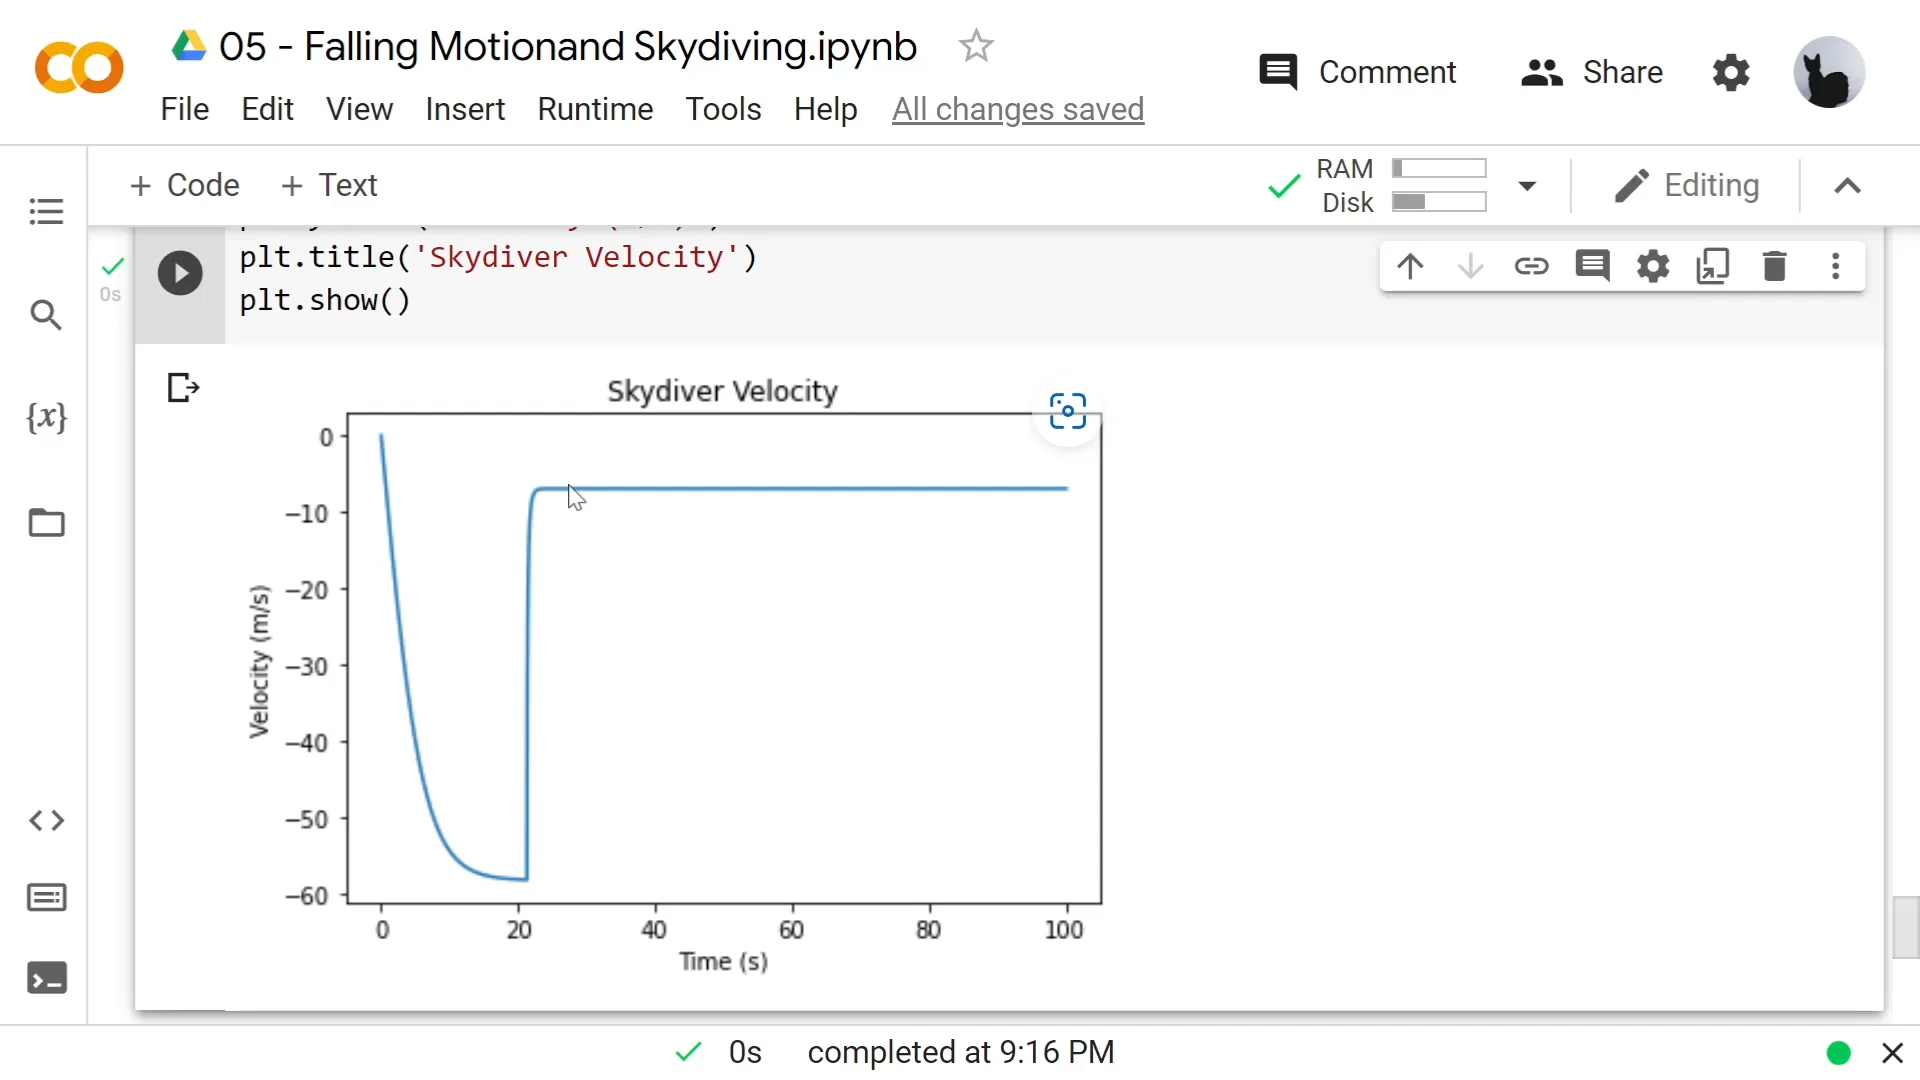 05 - Falling Motionand Skydiving.ipynb
Comment
Share
File Edit View Insert Runtime Tools Help All changes saved
+ Code + Text
RAM
Disk
Editing
plt.title('Skydiver Velocity')
plt.show()
0s
{x}
Skydiver Velocity
0
−10
−20
−30
−40
−50
−60
Velocity (m/s)
0 20 40 60 80 100
Time (s)
0s completed at 9:16 PM